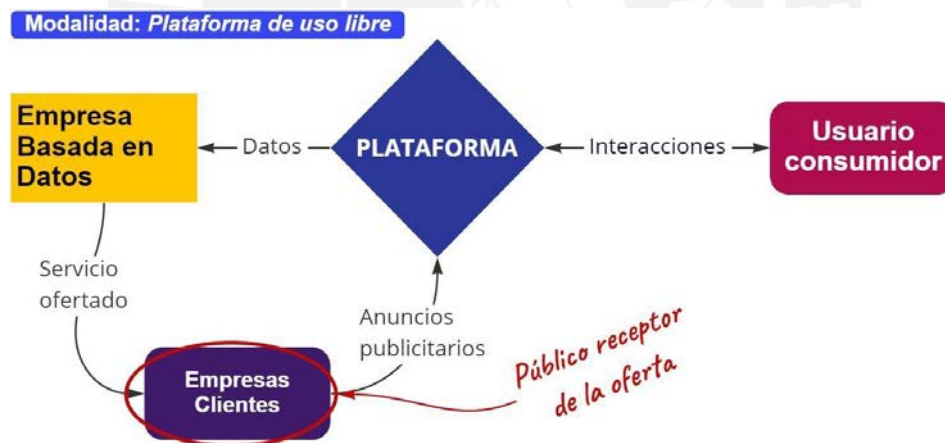 Modalidad: Plataforma de uso libre
Empresa
Basada en
Datos
Datos
PLATAFORMA
Interacciones
Usuario
consumidor
Servicio
ofertado
Anuncios
publicitarios
Público receptor
de la oferta
Empresas
Clientes